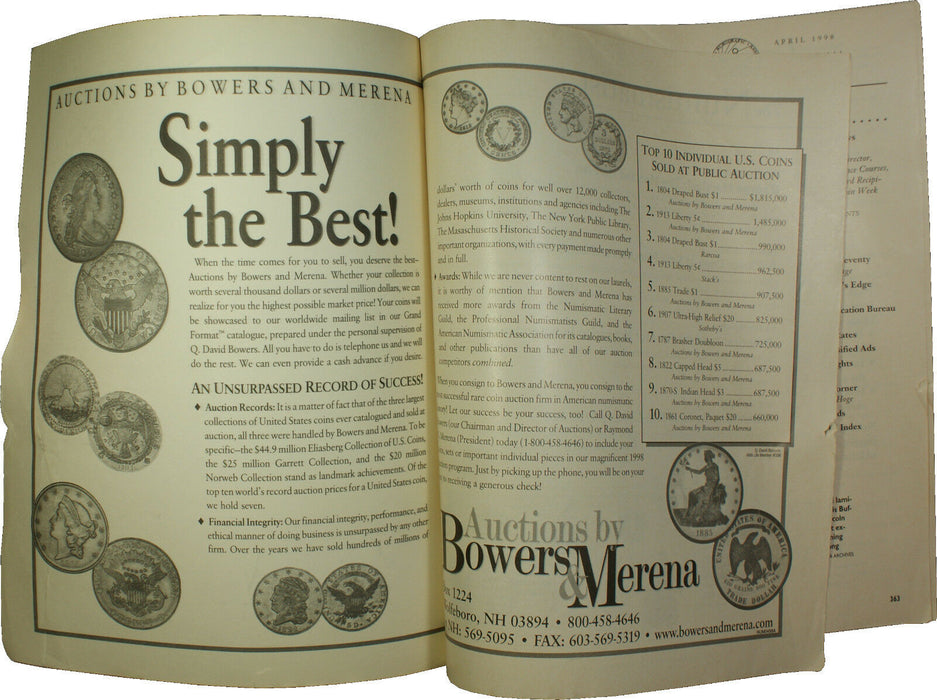 AUCTIONS BY BOWERS AND MERENA
Simply
the Best!
When the time comes for you to sell, you deserve the best–
Auctions by Bowers and Merena. Whether your collection is
worth several thousand dollars or several million dollars, we can
realize for you the highest possible market price! Your coins will
be showcased to our worldwide mailing list in our Grand
Format™ catalogue, prepared under the personal supervision of
Q. David Bowers. All you have to do is telephone us and we will
do the rest. We can even provide a cash advance if you desire.
AN UNSURPASSED RECORD OF SUCCESS!
♦ Auction Records: It is a matter of fact that of the three largest
collections of United States coins ever catalogued and sold at
auction, all three were handled by Bowers and Merena. To be
specific–the $44.9 million Eliasberg Collection of U.S. Coins,
the $25 million Garrett Collection, and the $20 million
Norweb Collection stand as landmark achievements. Of the
top ten world's record auction prices for a United States coin,
we hold seven.
♦ Financial Integrity: Our financial integrity, performance, and
ethical manner of doing business is unsurpassed by any other
firm. Over the years we have sold hundreds of millions of
dollars' worth of coins for well over 12,000 collectors,
dealers, museums, institutions and agencies including The
Johns Hopkins University, The New York Public Library,
The Masaschusetts Historical Society and numerous other
important organizations, with every payment made promptly
and in full.
♦ Awards: While we are never content to rest on our laurels,
it is worthy of mention that Bowers and Merena has
received more awards from the Numismatic Literary
Guild, the Professional Numismatists Guild, and the
American Numismatic Association for its catalogues, books,
and other publications than have all of our auction
competitors combined.
When you consign to Bowers and Merena, you consign to the
successful rare coin auction firm in American numismatic
Let our success be your success, too! Call Q. David
(our Chairman and Director of Auctions) or Raymond
Merena (President) today (1-800-458-4646) to include your
sets or important individual pieces in our magnificent 1998
program. Just by picking up the phone, you will be on your
to receiving a generous check!
TOP 10 INDIVIDUAL U.S. COINS
SOLD AT PUBLIC AUCTION
1. 1804 Draped Bust $1 ........ $1,815,000
Auctions by Bowers and Merena
2. 1913 Liberty 5¢ ........ 1,485,000
Auctions by Bowers and Merena
3. 1804 Draped Bust $1 ........ 990,000
Rarcoa
4. 1913 Liberty 5¢ ........ 962,500
Stack's
5. 1885 Trade $1 ........ 907,500
Auctions by Bowers and Merena
6. 1907 Ultra-High Relief $20 ........ 825,000
Sotheby's
7. 1787 Brasher Doubloon ........ 725,000
Auctions by Bowers and Merena
8. 1822 Capped Head $5 ........ 687,500
Auctions by Bowers and Merena
9. 1870-S Indian Head $3 ........ 687,500
Auctions by Bowers and Merena
10. 1861 Coronet, Paquet $20 ........ 660,000
Auctions by Bowers and Merena
1885
UNITED STATES OF AMERICA
TRADE DOLLAR
Auctions by
Bowers
& Merena
1224
NH 03894 • 800-458-4646
NH: 569-5095 • FAX: 603-569-5319 • www.bowersandmerena.com
APRIL 1998
Courses,
Week
's Edge
Bureau
Ads
Index
163